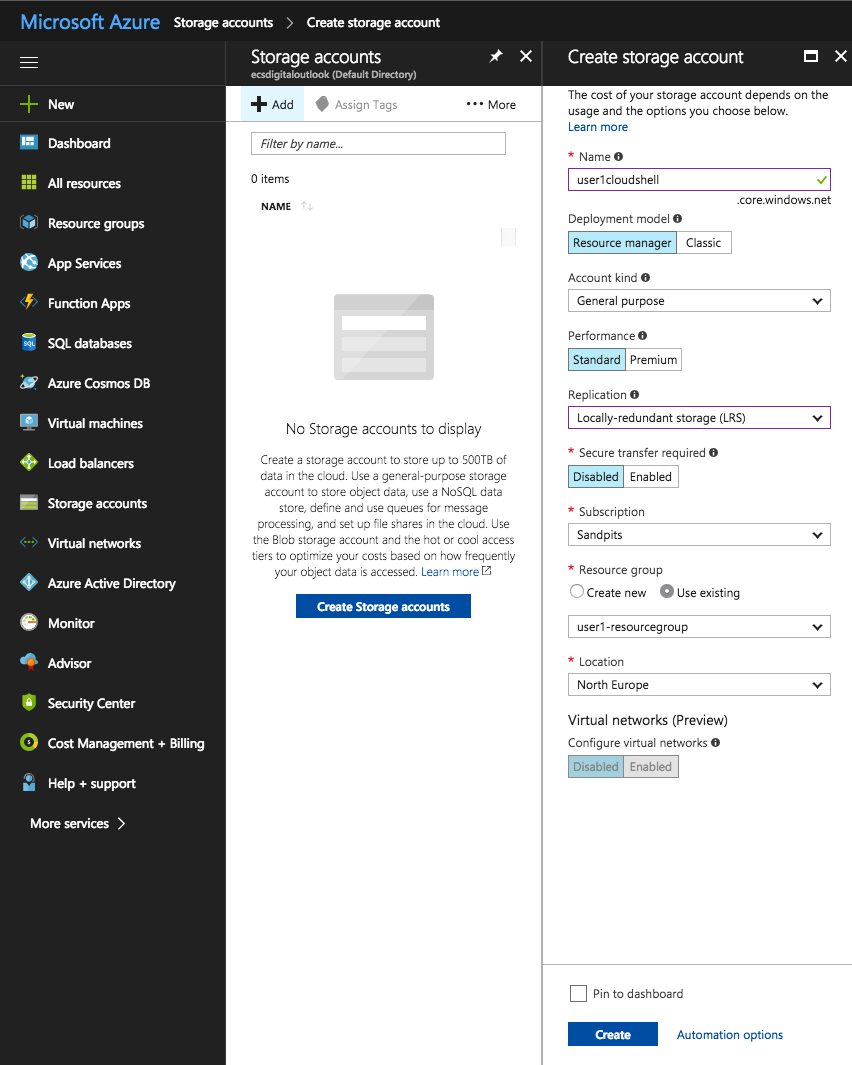 Microsoft Azure Storage accounts > Create storage account
New
Dashboard
All resources
Resource groups
App Services
Function Apps
SQL databases
Azure Cosmos DB
Virtual machines
Load balancers
Storage accounts
Virtual networks
Azure Active Directory
Monitor
Advisor
Security Center
Cost Management + Billing
Help + support
More services >
Storage accounts
ecsdigitaloutlook (Default Directory)
Add Assign Tags ••• More
Filter by name...
0 items
NAME
No Storage accounts to display
Create a storage account to store up to 500TB of
data in the cloud. Use a general-purpose storage
account to store object data, use a NoSQL data
store, define and use queues for message
processing, and set up file shares in the cloud. Use
the Blob storage account and the hot or cool access
tiers to optimize your costs based on how frequently
your object data is accessed. Learn more
Create Storage accounts
Create storage account
The cost of your storage account depends on the
usage and the options you choose below.
Learn more
* Name
user1cloudshell
.core.windows.net
Deployment model
Resource manager Classic
Account kind
General purpose
Performance
Standard Premium
Replication
Locally-redundant storage (LRS)
* Secure transfer required
Disabled Enabled
* Subscription
Sandpits
* Resource group
Create new Use existing
user1-resourcegroup
* Location
North Europe
Virtual networks (Preview)
Configure virtual networks
Disabled Enabled
Pin to dashboard
Create Automation options